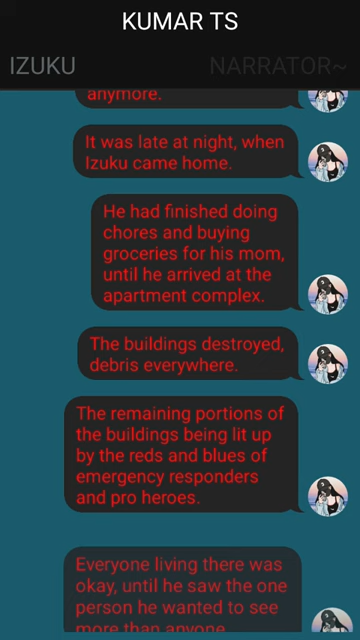 KUMAR TS
IZUKU
NARRATOR~
anymore.
It was late at night, when
Izuku came home.
He had finished doing
chores and buying
groceries for his mom,
until he arrived at the
apartment complex.
The buildings destroyed,
debris everywhere.
The remaining portions of
the buildings being lit up
by the reds and blues of
emergency responders
and pro heroes.
Everyone living there was
okay, until he saw the one
person he wanted to see
more than anyone